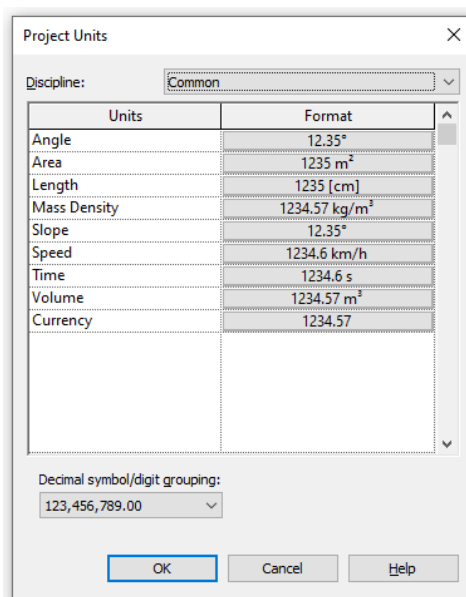 Project Units
Discipline: Common
Units Format
Angle 12.35°
Area 1235 m²
Length 1235 [cm]
Mass Density 1234.57 kg/m³
Slope 12.35°
Speed 1234.6 km/h
Time 1234.6 s
Volume 1234.57 m³
Currency 1234.57
Decimal symbol/digit grouping:
123,456,789.00
OK Cancel Help